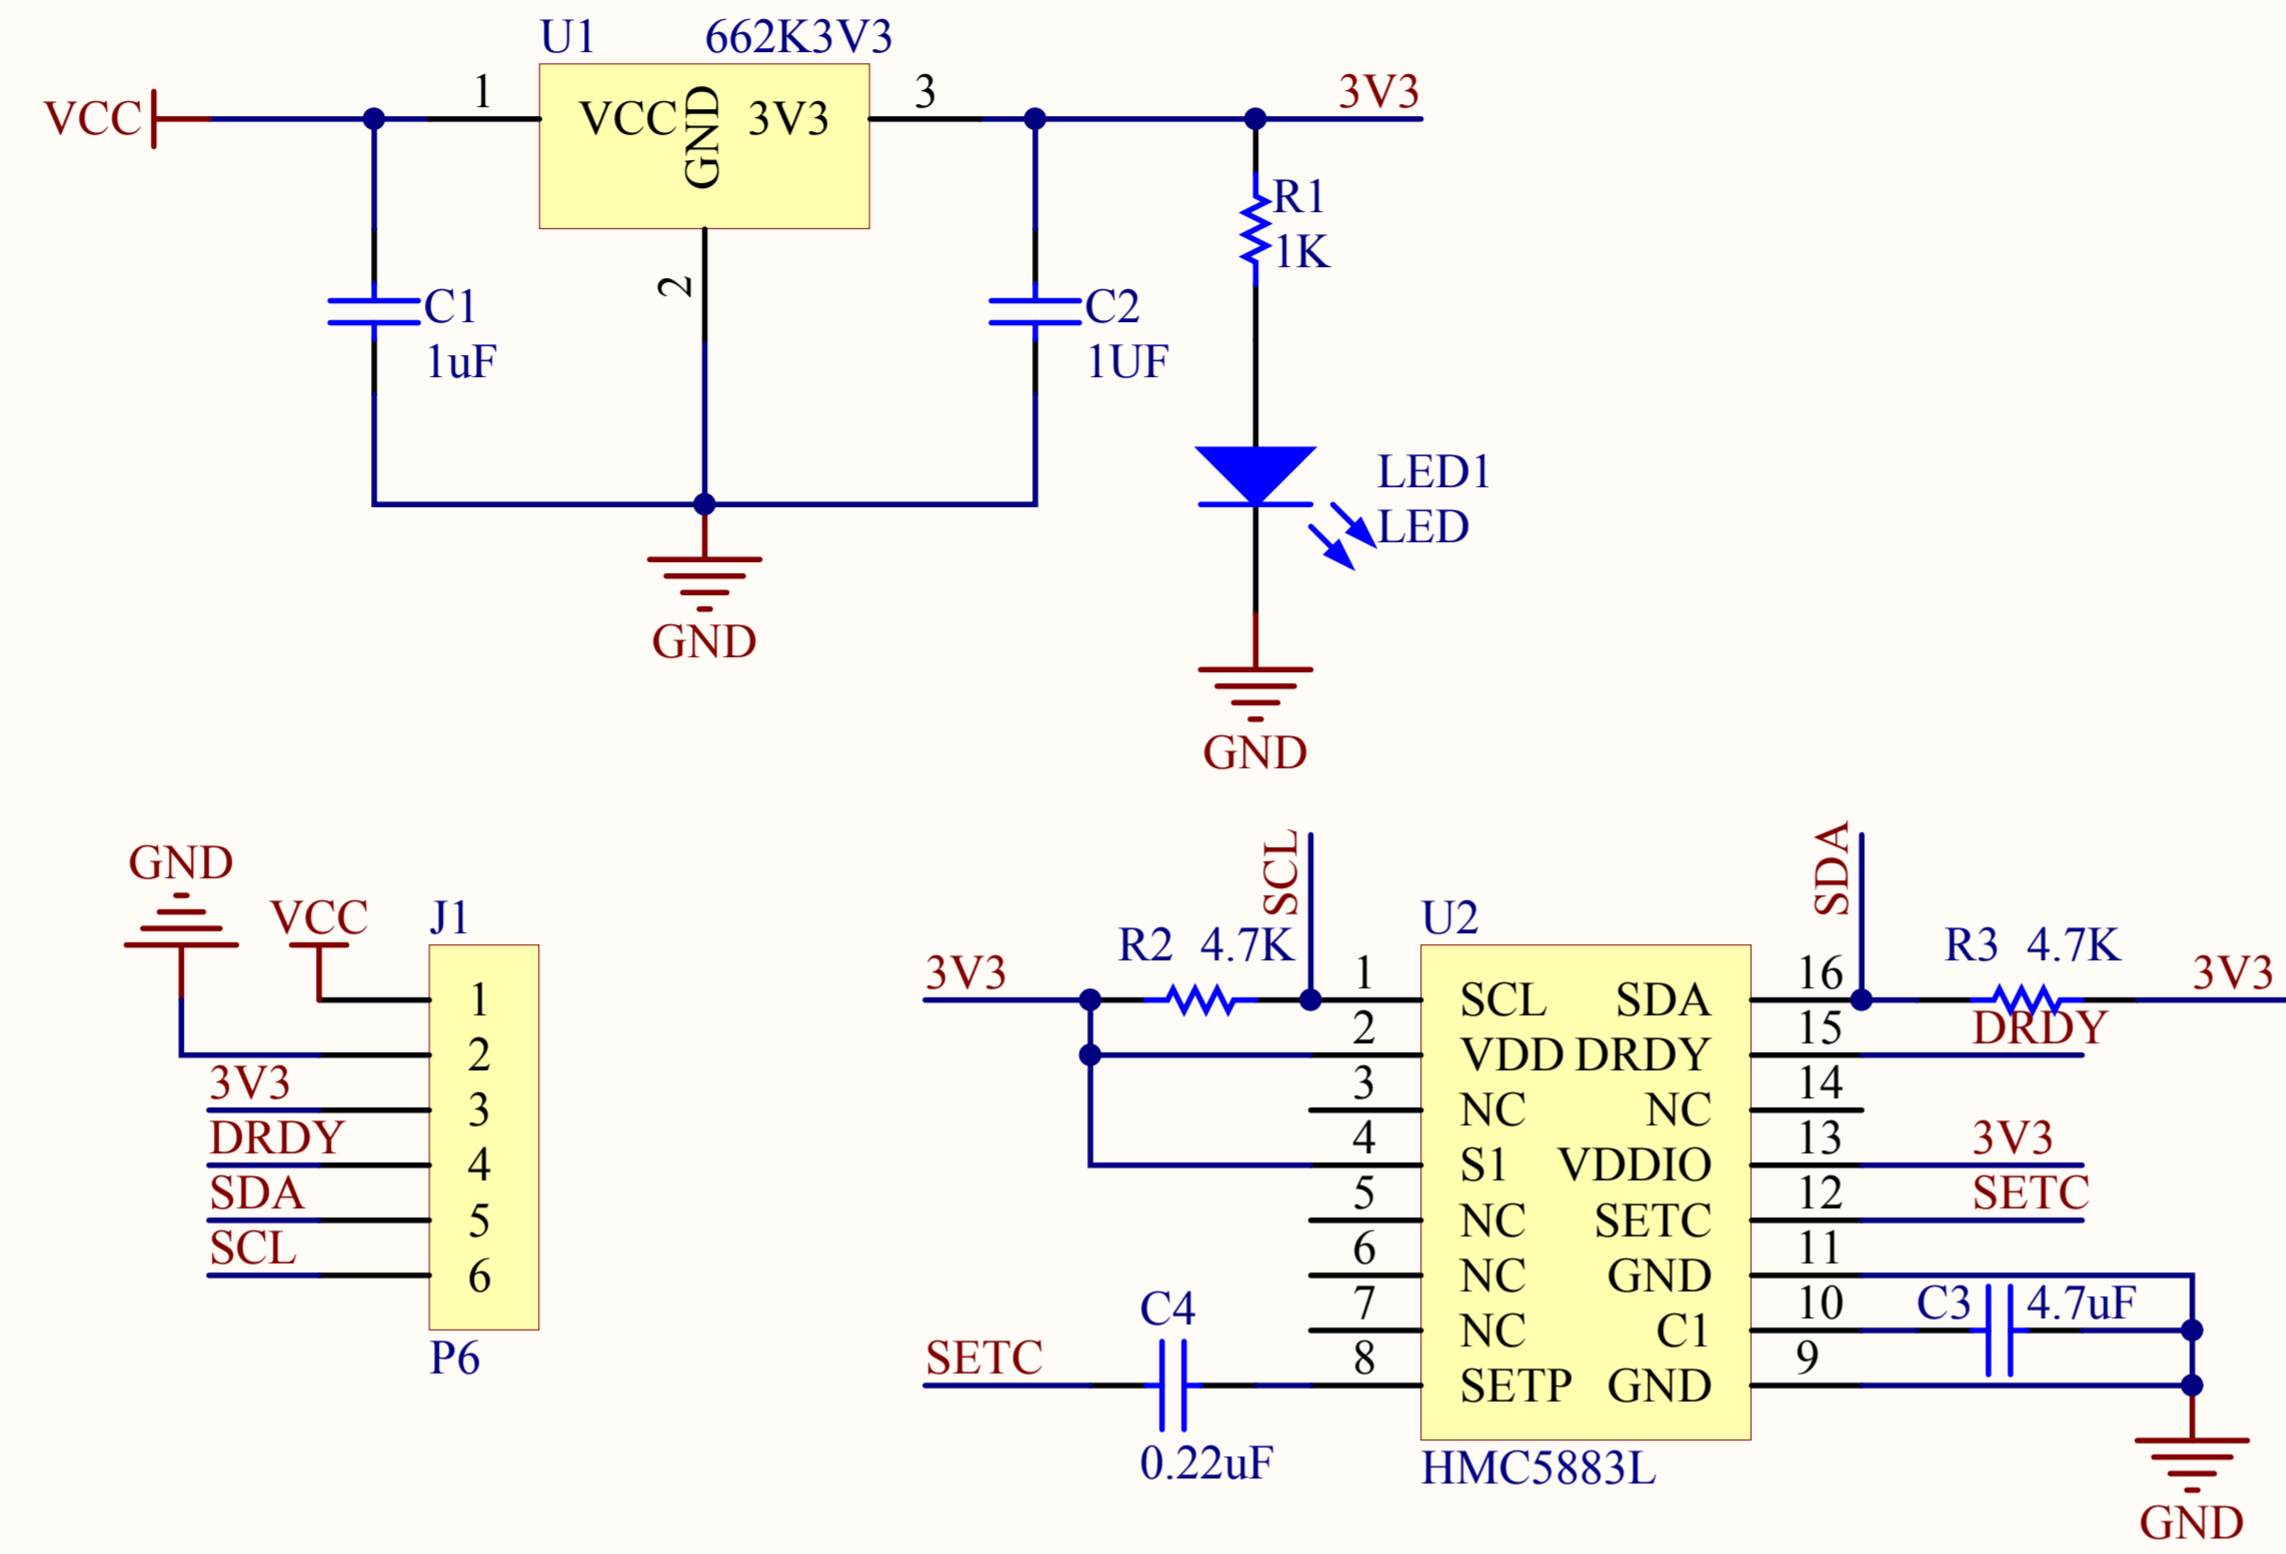 U1 662K3V3
VCC 1 VCC GND 3V3 3 3V3
R1
1K
2
C1
1uF
C2
1UF
LED1
LED
GND
GND
GND
VCC
J1
1
2
3V3 3
DRDY 4
SDA 5
SCL 6
P6
SCL
SDA
U2
R2 4.7K
R3 4.7K
3V3 1 SCL SDA 16 3V3
2 VDD DRDY 15 DRDY
3 NC NC 14
4 S1 VDDIO 13 3V3
5 NC SETC 12 SETC
6 NC GND 11
7 NC C1 10 C3 4.7uF
C4
SETC 8 SETP GND 9
0.22uF
HMC5883L
GND